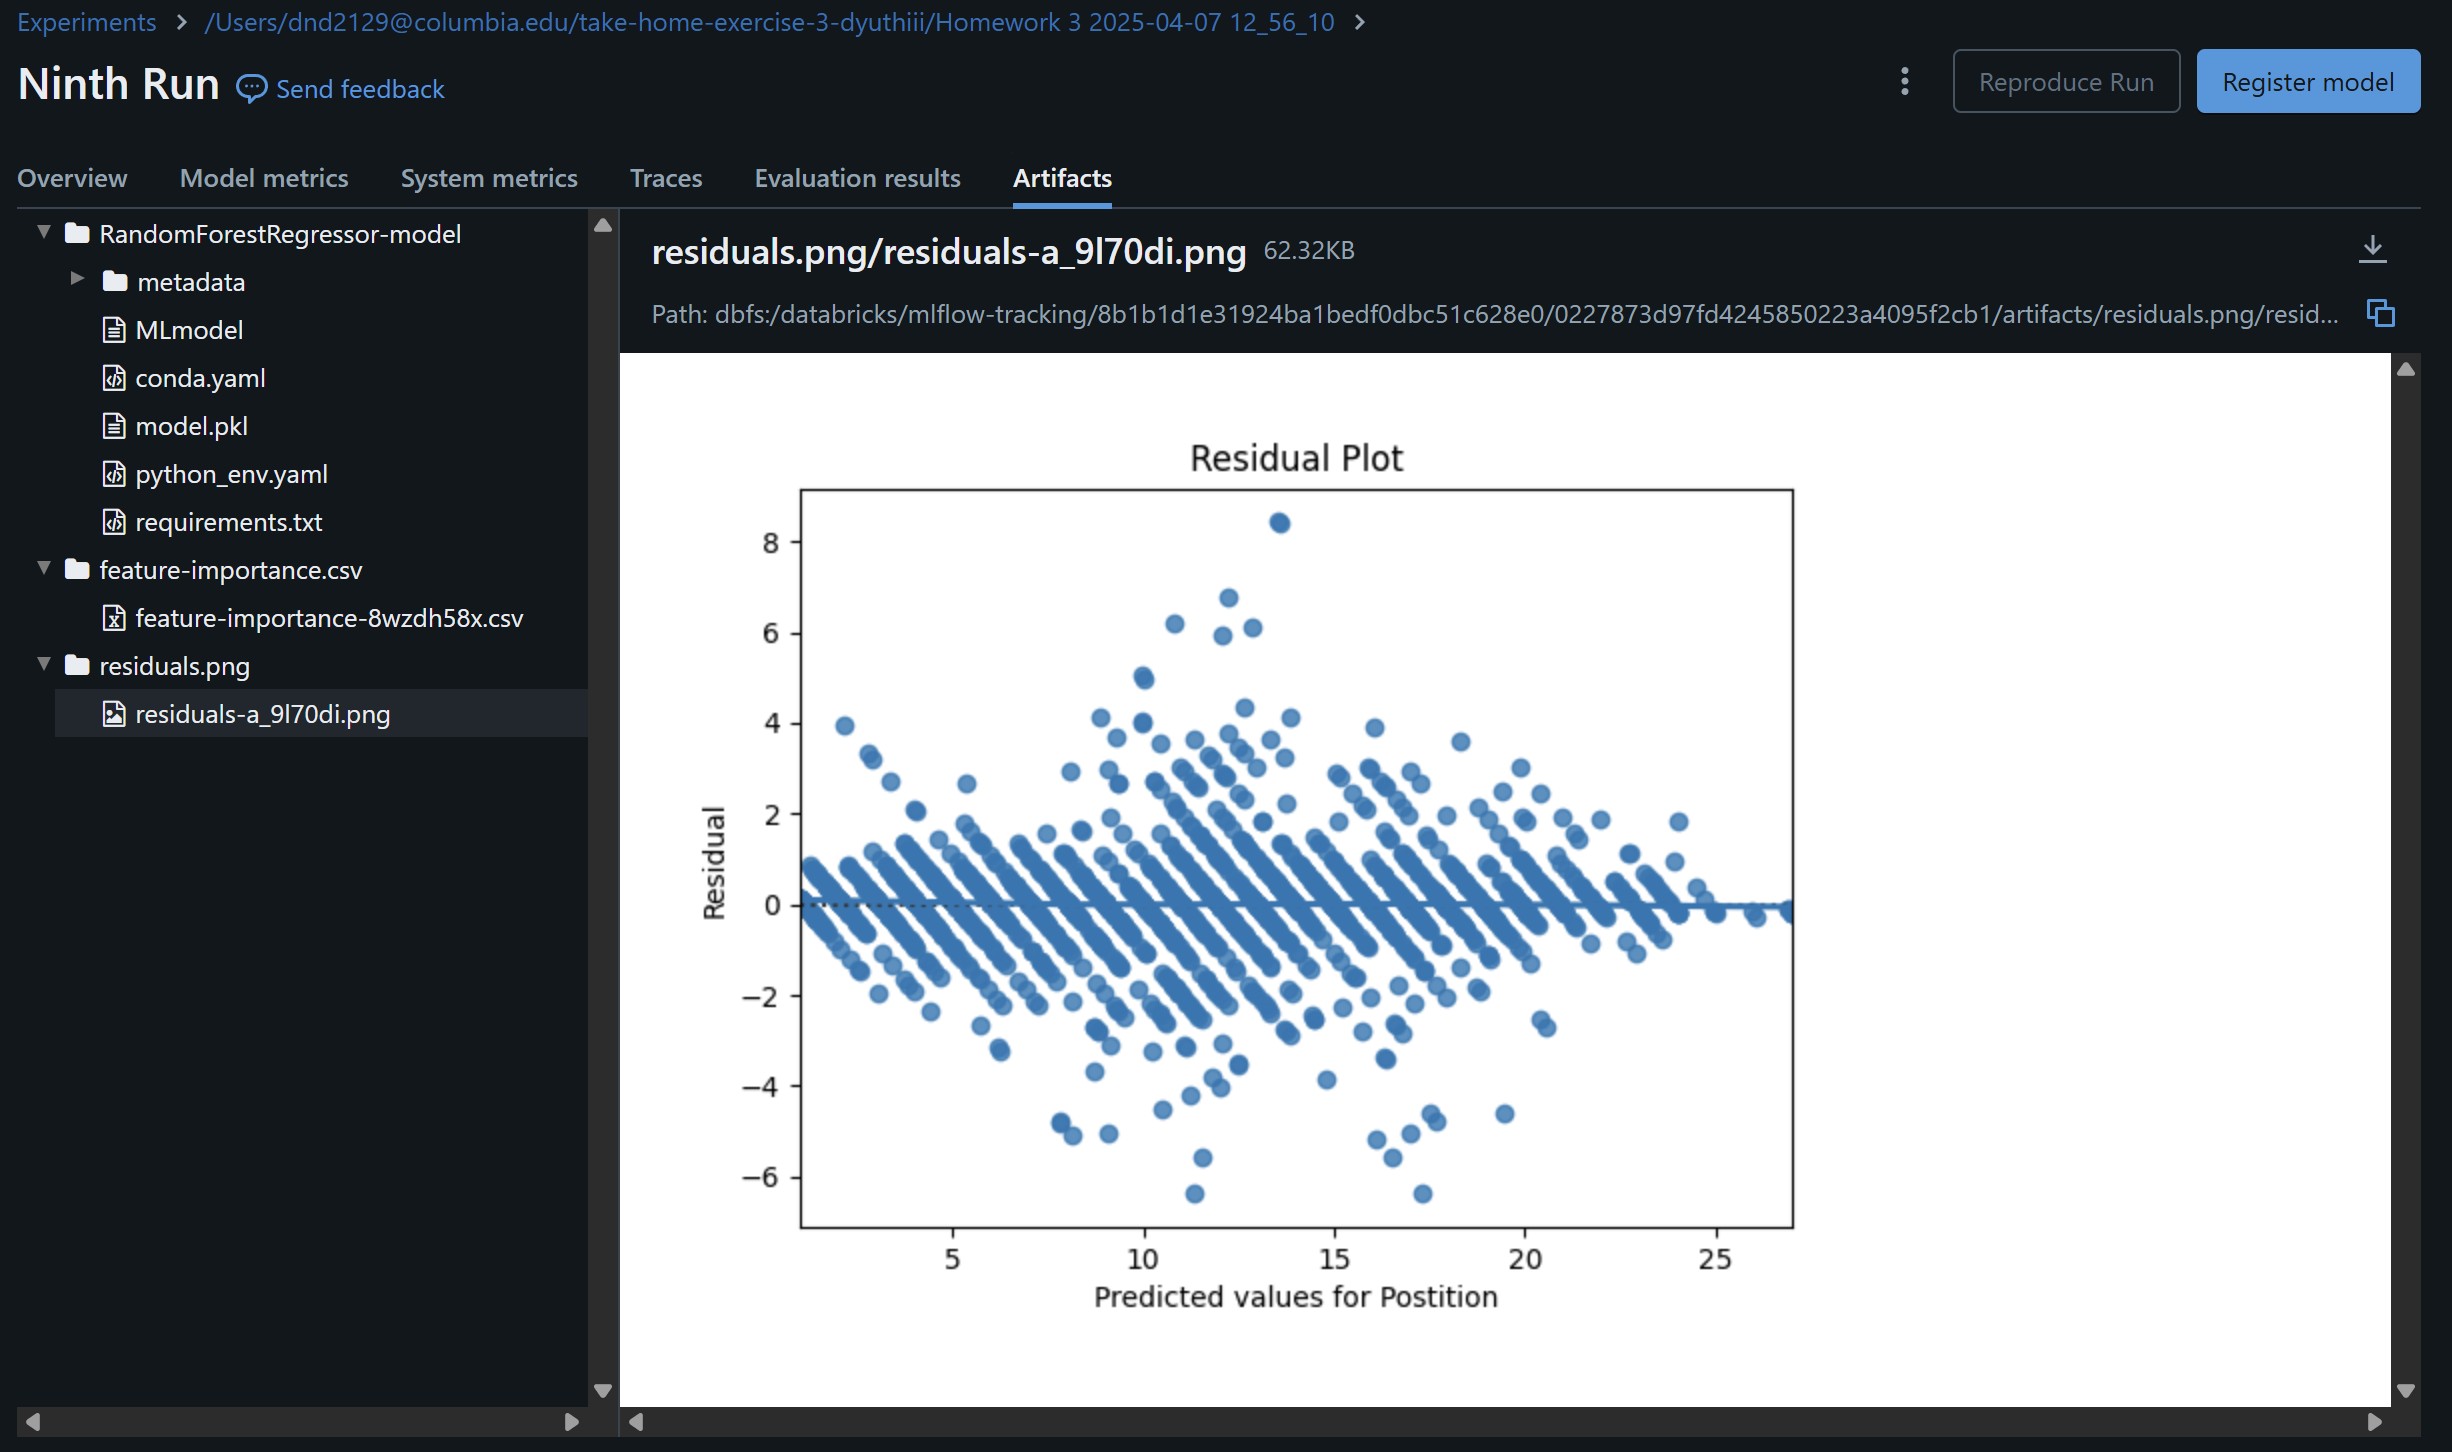 Experiments > /Users/dnd2129@columbia.edu/take-home-exercise-3-dyuthiii/Homework 3 2025-04-07 12_56_10 >
Ninth Run Send feedback
Reproduce Run
Register model
Overview Model metrics System metrics Traces Evaluation results Artifacts
RandomForestRegressor-model
metadata
MLmodel
conda.yaml
model.pkl
python_env.yaml
requirements.txt
feature-importance.csv
feature-importance-8wzdh58x.csv
residuals.png
residuals-a_9l70di.png
residuals.png/residuals-a_9l70di.png 62.32KB
Path: dbfs:/databricks/mlflow-tracking/8b1b1d1e31924ba1bedf0dbc51c628e0/0227873d97fd4245850223a4095f2cb1/artifacts/residuals.png/resid...
Residual Plot
8
6
4
2
0
−2
−4
−6
Residual
5 10 15 20 25
Predicted values for Postition